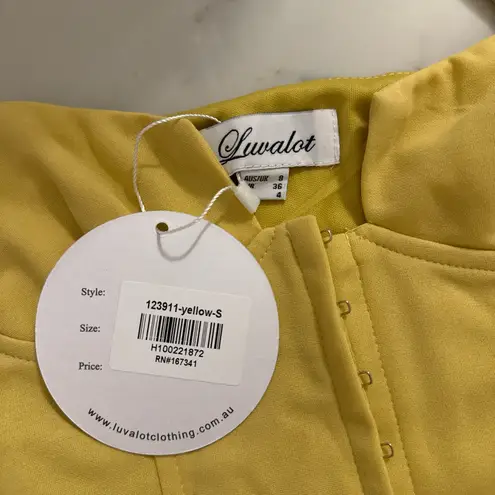 Luvalot
AUS/UK 8
36
4
Style:
Size:
Price:
123911-yellow-S
H100221872
RN#167341
www.luvalotclothing.com.au